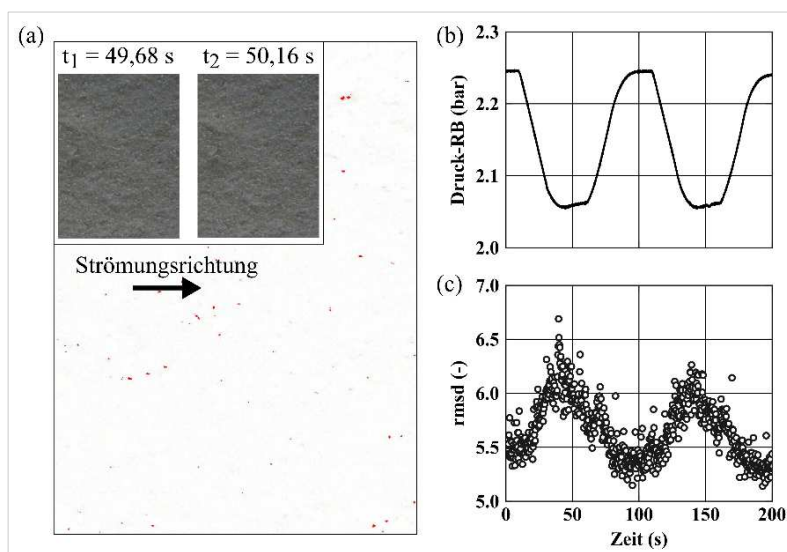 (a)
t1 = 49,68 s
t2 = 50,16 s
Strömungsrichtung
(b)
2.3
2.2
2.1
2.0
Druck-RB (bar)
(c)
7.0
6.5
6.0
5.5
5.0
rmsd (-)
0
50
100
150
200
Zeit (s)